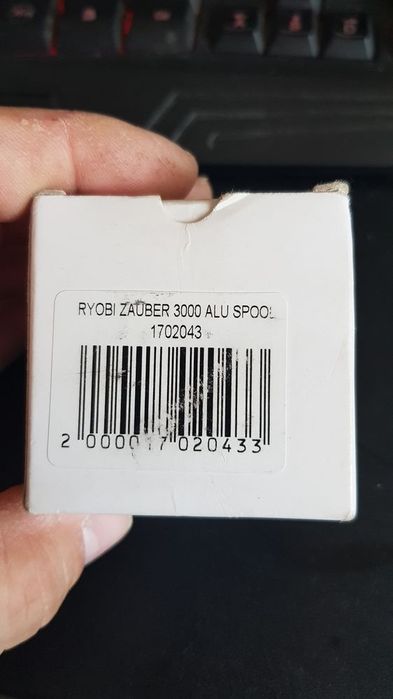 RYOBI ZAUBER 3000 ALU SPOOL
1702043
2 000017 020433